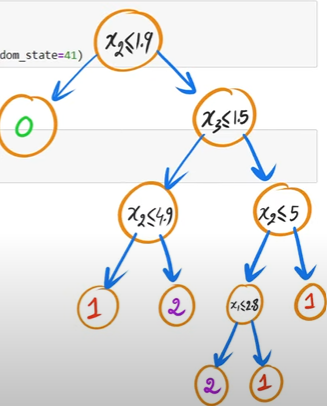 x₂≤1.9
dom_state=41)
0
x₃≤1.5
x₂≤4.9
x₂≤5
1
2
x₁≤2.8
1
2
1